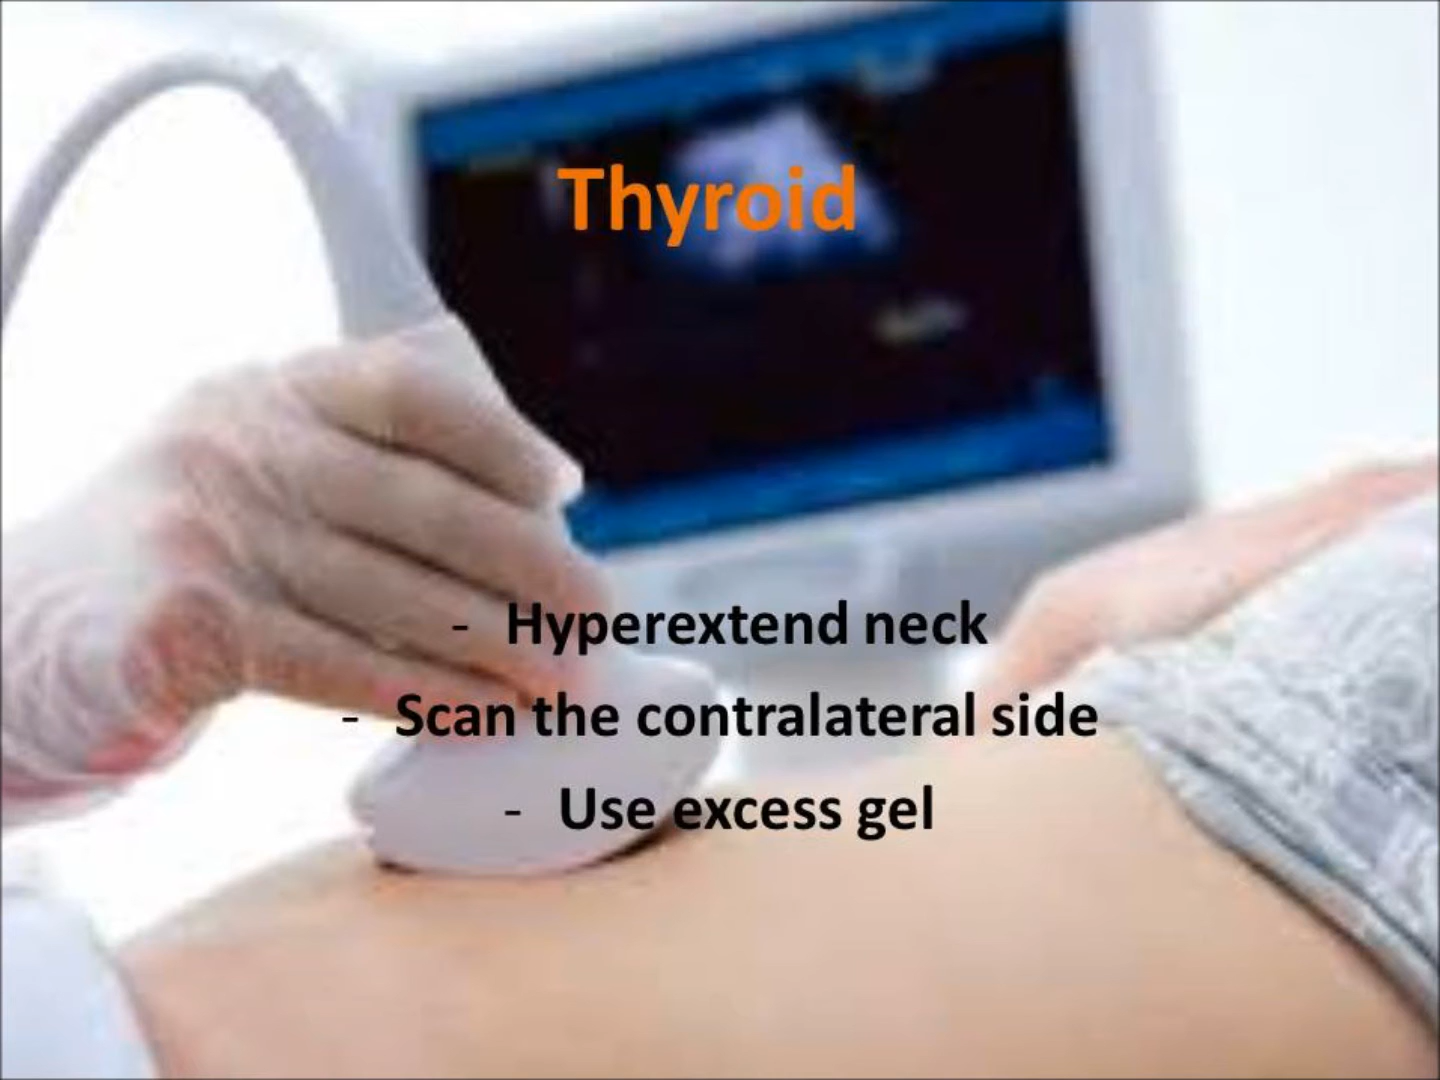 Thyroid
- Hyperextend neck
- Scan the contralateral side
- Use excess gel